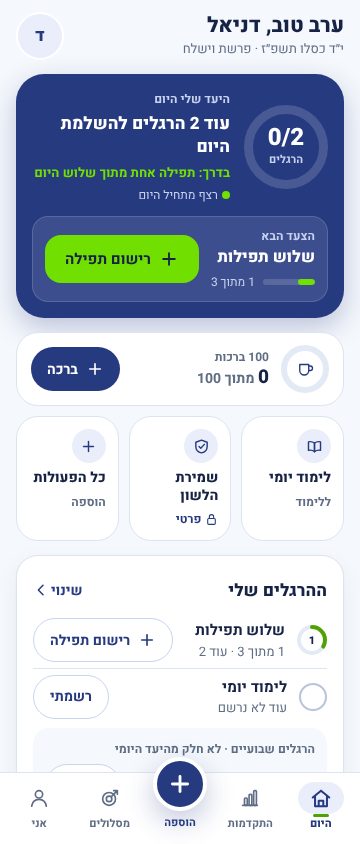 ערב טוב, דניאל
י״ד כסלו תשפ״ז · פרשת וישלח
ד
היעד שלי היום
עוד 2 הרגלים להשלמת
היום
בדרך: תפילה אחת מתוך שלוש היום
רצף מתחיל היום
0/2
הרגלים
הצעד הבא
שלוש תפילות
1 מתוך 3
רישום תפילה
100 ברכות
0 מתוך 100
ברכה
לימוד יומי
ללימוד
שמירת
הלשון
פרטי
כל הפעולות
הוספה
ההרגלים שלי
שינוי
1
שלוש תפילות
1 מתוך 3 · עוד 2
רישום תפילה
לימוד יומי
עוד לא נרשם
רשמתי
הרגלים שבועיים · לא חלק מהיעד היומי
היום
התקדמות
הוספה
מסלולים
אני